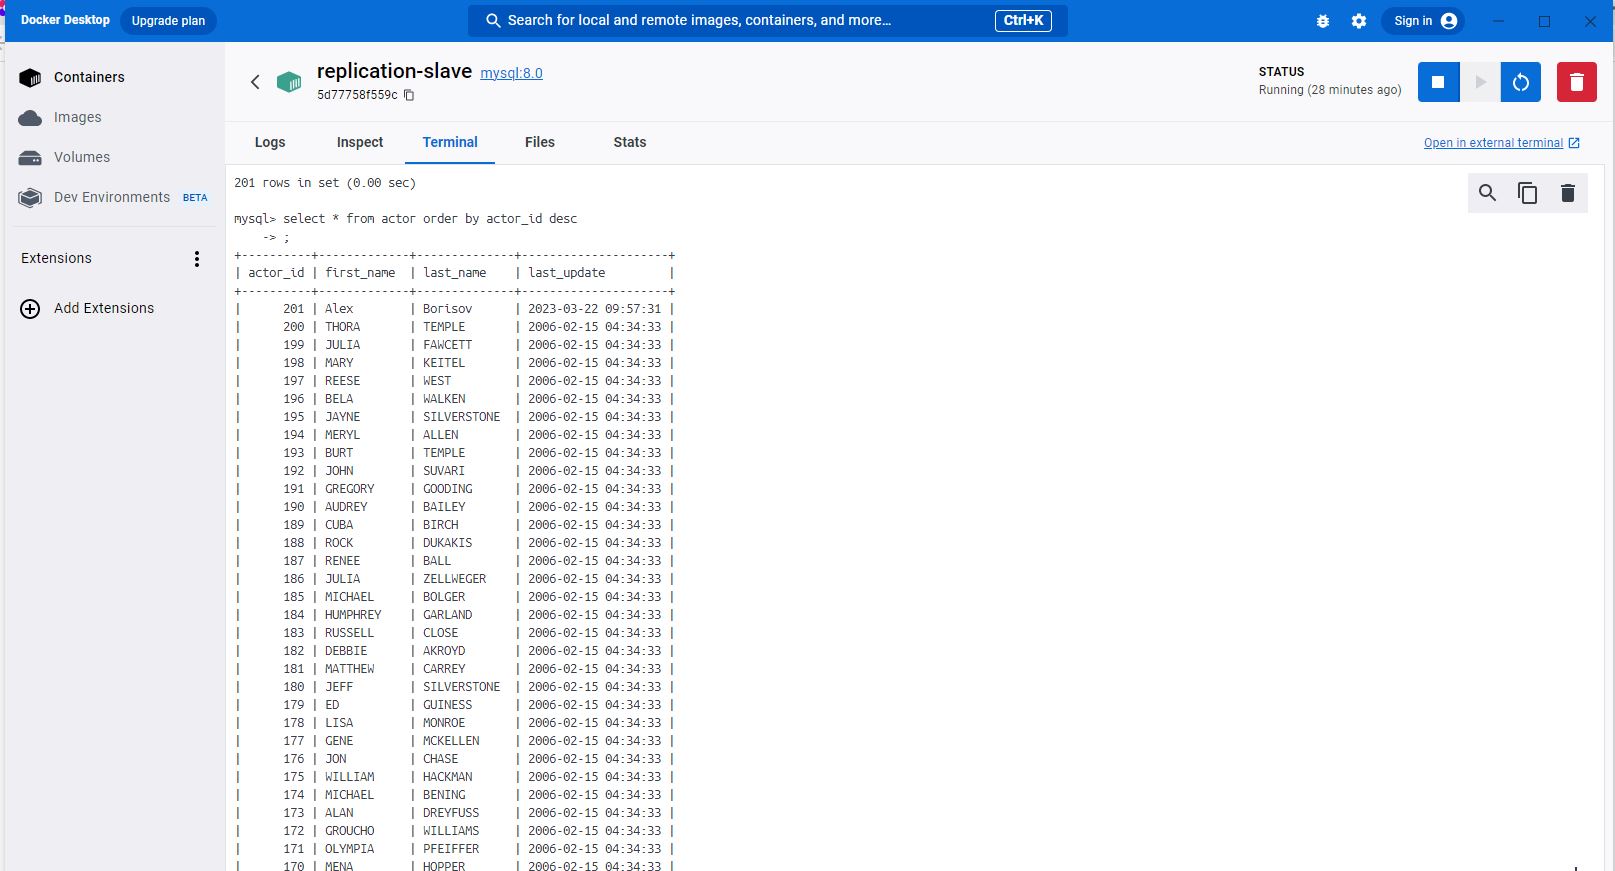 Docker Desktop Upgrade plan Search for local and remote images, containers, and more... Ctrl+K Sign in
Containers
Images
Volumes
Dev Environments BETA
Extensions
Add Extensions
replication-slave mysql:8.0
5d77758f559c
STATUS
Running (28 minutes ago)
Logs Inspect Terminal Files Stats Open in external terminal
201 rows in set (0.00 sec)
mysql> select * from actor order by actor_id desc
    -> ;
+----------+-------------+--------------+---------------------+
| actor_id | first_name  | last_name    | last_update         |
+----------+-------------+--------------+---------------------+
|      201 | Alex        | Borisov      | 2023-03-22 09:57:31 |
|      200 | THORA       | TEMPLE       | 2006-02-15 04:34:33 |
|      199 | JULIA       | FAWCETT      | 2006-02-15 04:34:33 |
|      198 | MARY        | KEITEL       | 2006-02-15 04:34:33 |
|      197 | REESE       | WEST         | 2006-02-15 04:34:33 |
|      196 | BELA        | WALKEN       | 2006-02-15 04:34:33 |
|      195 | JAYNE       | SILVERSTONE  | 2006-02-15 04:34:33 |
|      194 | MERYL       | ALLEN        | 2006-02-15 04:34:33 |
|      193 | BURT        | TEMPLE       | 2006-02-15 04:34:33 |
|      192 | JOHN        | SUVARI       | 2006-02-15 04:34:33 |
|      191 | GREGORY     | GOODING      | 2006-02-15 04:34:33 |
|      190 | AUDREY      | BAILEY       | 2006-02-15 04:34:33 |
|      189 | CUBA        | BIRCH        | 2006-02-15 04:34:33 |
|      188 | ROCK        | DUKAKIS      | 2006-02-15 04:34:33 |
|      187 | RENEE       | BALL         | 2006-02-15 04:34:33 |
|      186 | JULIA       | ZELLWEGER    | 2006-02-15 04:34:33 |
|      185 | MICHAEL     | BOLGER       | 2006-02-15 04:34:33 |
|      184 | HUMPHREY    | GARLAND      | 2006-02-15 04:34:33 |
|      183 | RUSSELL     | CLOSE        | 2006-02-15 04:34:33 |
|      182 | DEBBIE      | AKROYD       | 2006-02-15 04:34:33 |
|      181 | MATTHEW     | CARREY       | 2006-02-15 04:34:33 |
|      180 | JEFF        | SILVERSTONE  | 2006-02-15 04:34:33 |
|      179 | ED          | GUINESS      | 2006-02-15 04:34:33 |
|      178 | LISA        | MONROE       | 2006-02-15 04:34:33 |
|      177 | GENE        | MCKELLEN     | 2006-02-15 04:34:33 |
|      176 | JON         | CHASE        | 2006-02-15 04:34:33 |
|      175 | WILLIAM     | HACKMAN      | 2006-02-15 04:34:33 |
|      174 | MICHAEL     | BENING       | 2006-02-15 04:34:33 |
|      173 | ALAN        | DREYFUSS     | 2006-02-15 04:34:33 |
|      172 | GROUCHO     | WILLIAMS     | 2006-02-15 04:34:33 |
|      171 | OLYMPIA     | PFEIFFER     | 2006-02-15 04:34:33 |
|      170 | MENA        | HOPPER       | 2006-02-15 04:34:33 |